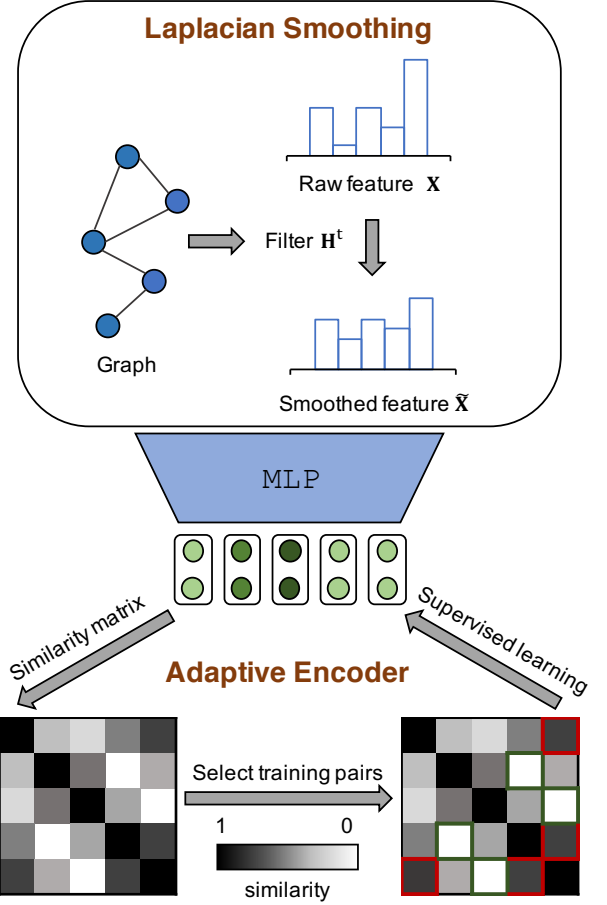 Laplacian Smoothing
Raw feature X
Filter Hᵗ
Graph
Smoothed feature X̃
MLP
Similarity matrix
Supervised learning
Adaptive Encoder
Select training pairs
1 0
similarity